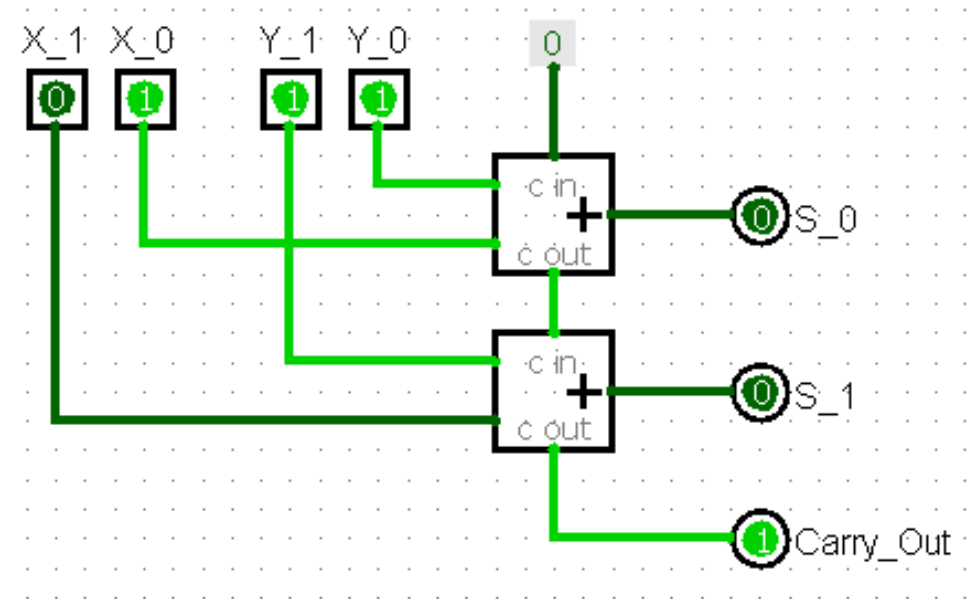 X_1 X_0 Y_1 Y_0 0
0 1 1 1
c in
+
0 S_0
c out
c in
+
0 S_1
c out
1 Carry_Out